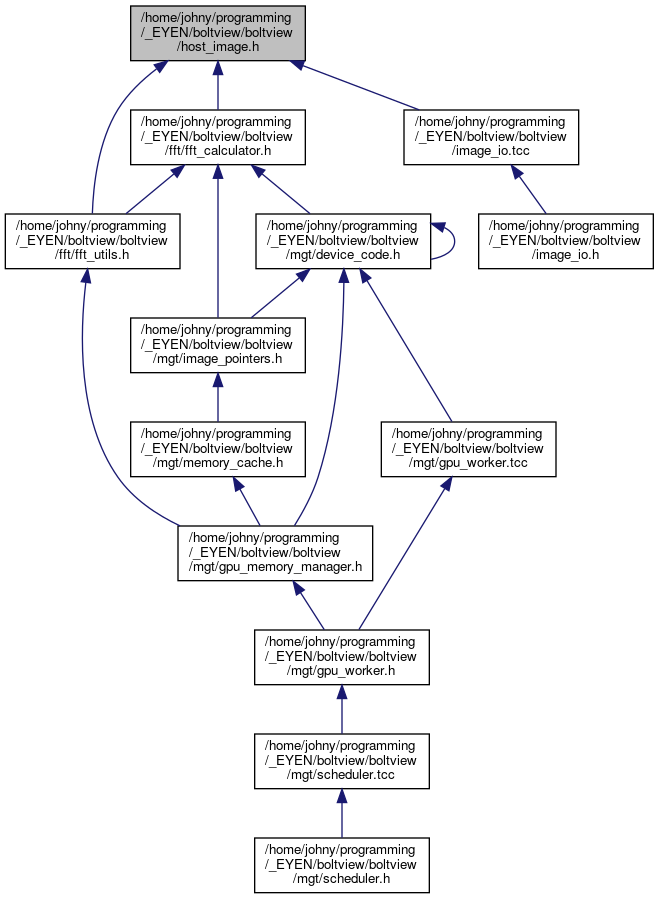 /home/johny/programming
/_EYEN/boltview/boltview
/host_image.h
/home/johny/programming
/_EYEN/boltview/boltview
/fft/fft_calculator.h
/home/johny/programming
/_EYEN/boltview/boltview
/image_io.tcc
/home/johny/programming
/_EYEN/boltview/boltview
/fft/fft_utils.h
/home/johny/programming
/_EYEN/boltview/boltview
/mgt/device_code.h
/home/johny/programming
/_EYEN/boltview/boltview
/image_io.h
/home/johny/programming
/_EYEN/boltview/boltview
/mgt/image_pointers.h
/home/johny/programming
/_EYEN/boltview/boltview
/mgt/memory_cache.h
/home/johny/programming
/_EYEN/boltview/boltview
/mgt/gpu_worker.tcc
/home/johny/programming
/_EYEN/boltview/boltview
/mgt/gpu_memory_manager.h
/home/johny/programming
/_EYEN/boltview/boltview
/mgt/gpu_worker.h
/home/johny/programming
/_EYEN/boltview/boltview
/mgt/scheduler.tcc
/home/johny/programming
/_EYEN/boltview/boltview
/mgt/scheduler.h